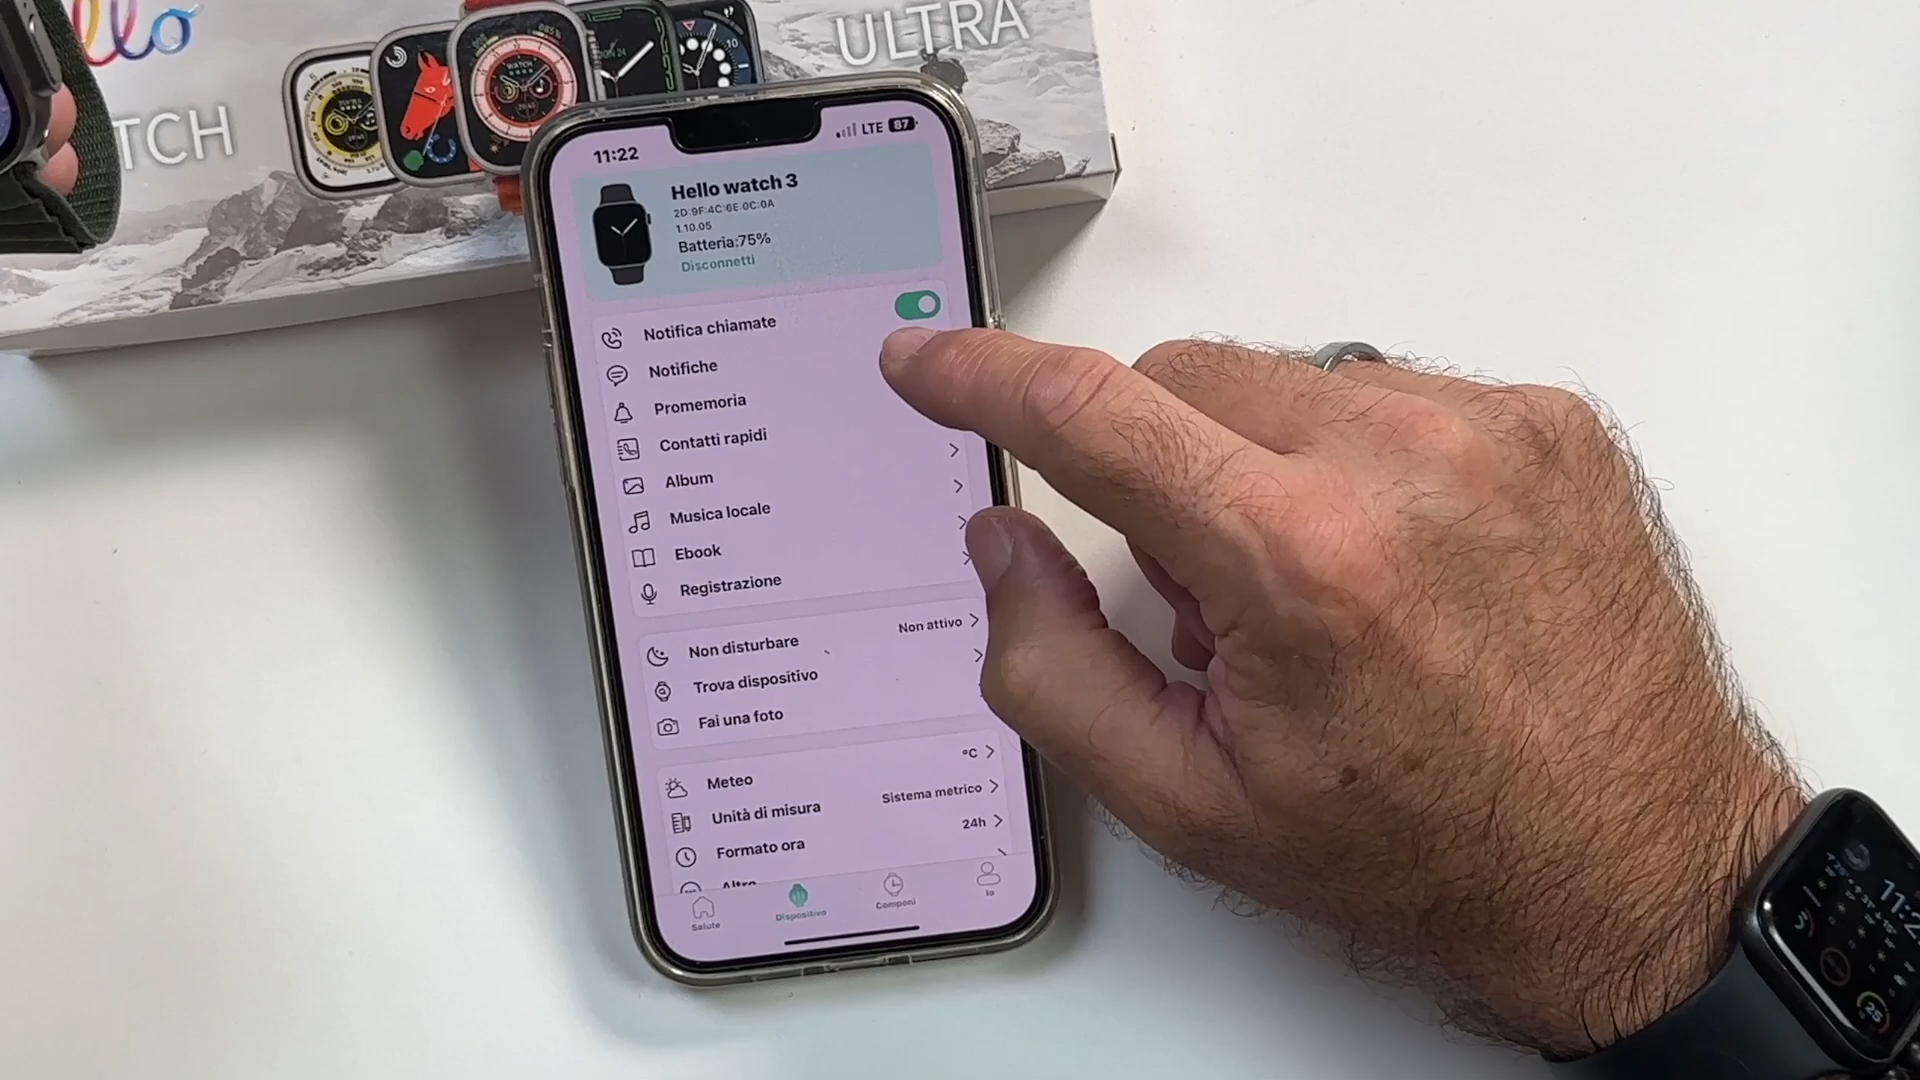 ello
TCH
ULTRA
11:22
LTE 87
Hello watch 3
2D:9F:4C:6E:0C:0A
1.10.05
Batteria:75%
Disconnetti
Notifica chiamate
Notifiche
Promemoria
Contatti rapidi
Album
Musica locale
Ebook
Registrazione
Non disturbare Non attivo
Trova dispositivo
Fai una foto
Meteo °C
Unità di misura Sistema metrico
Formato ora 24h
Altro
Salute Dispositivo Componi Io